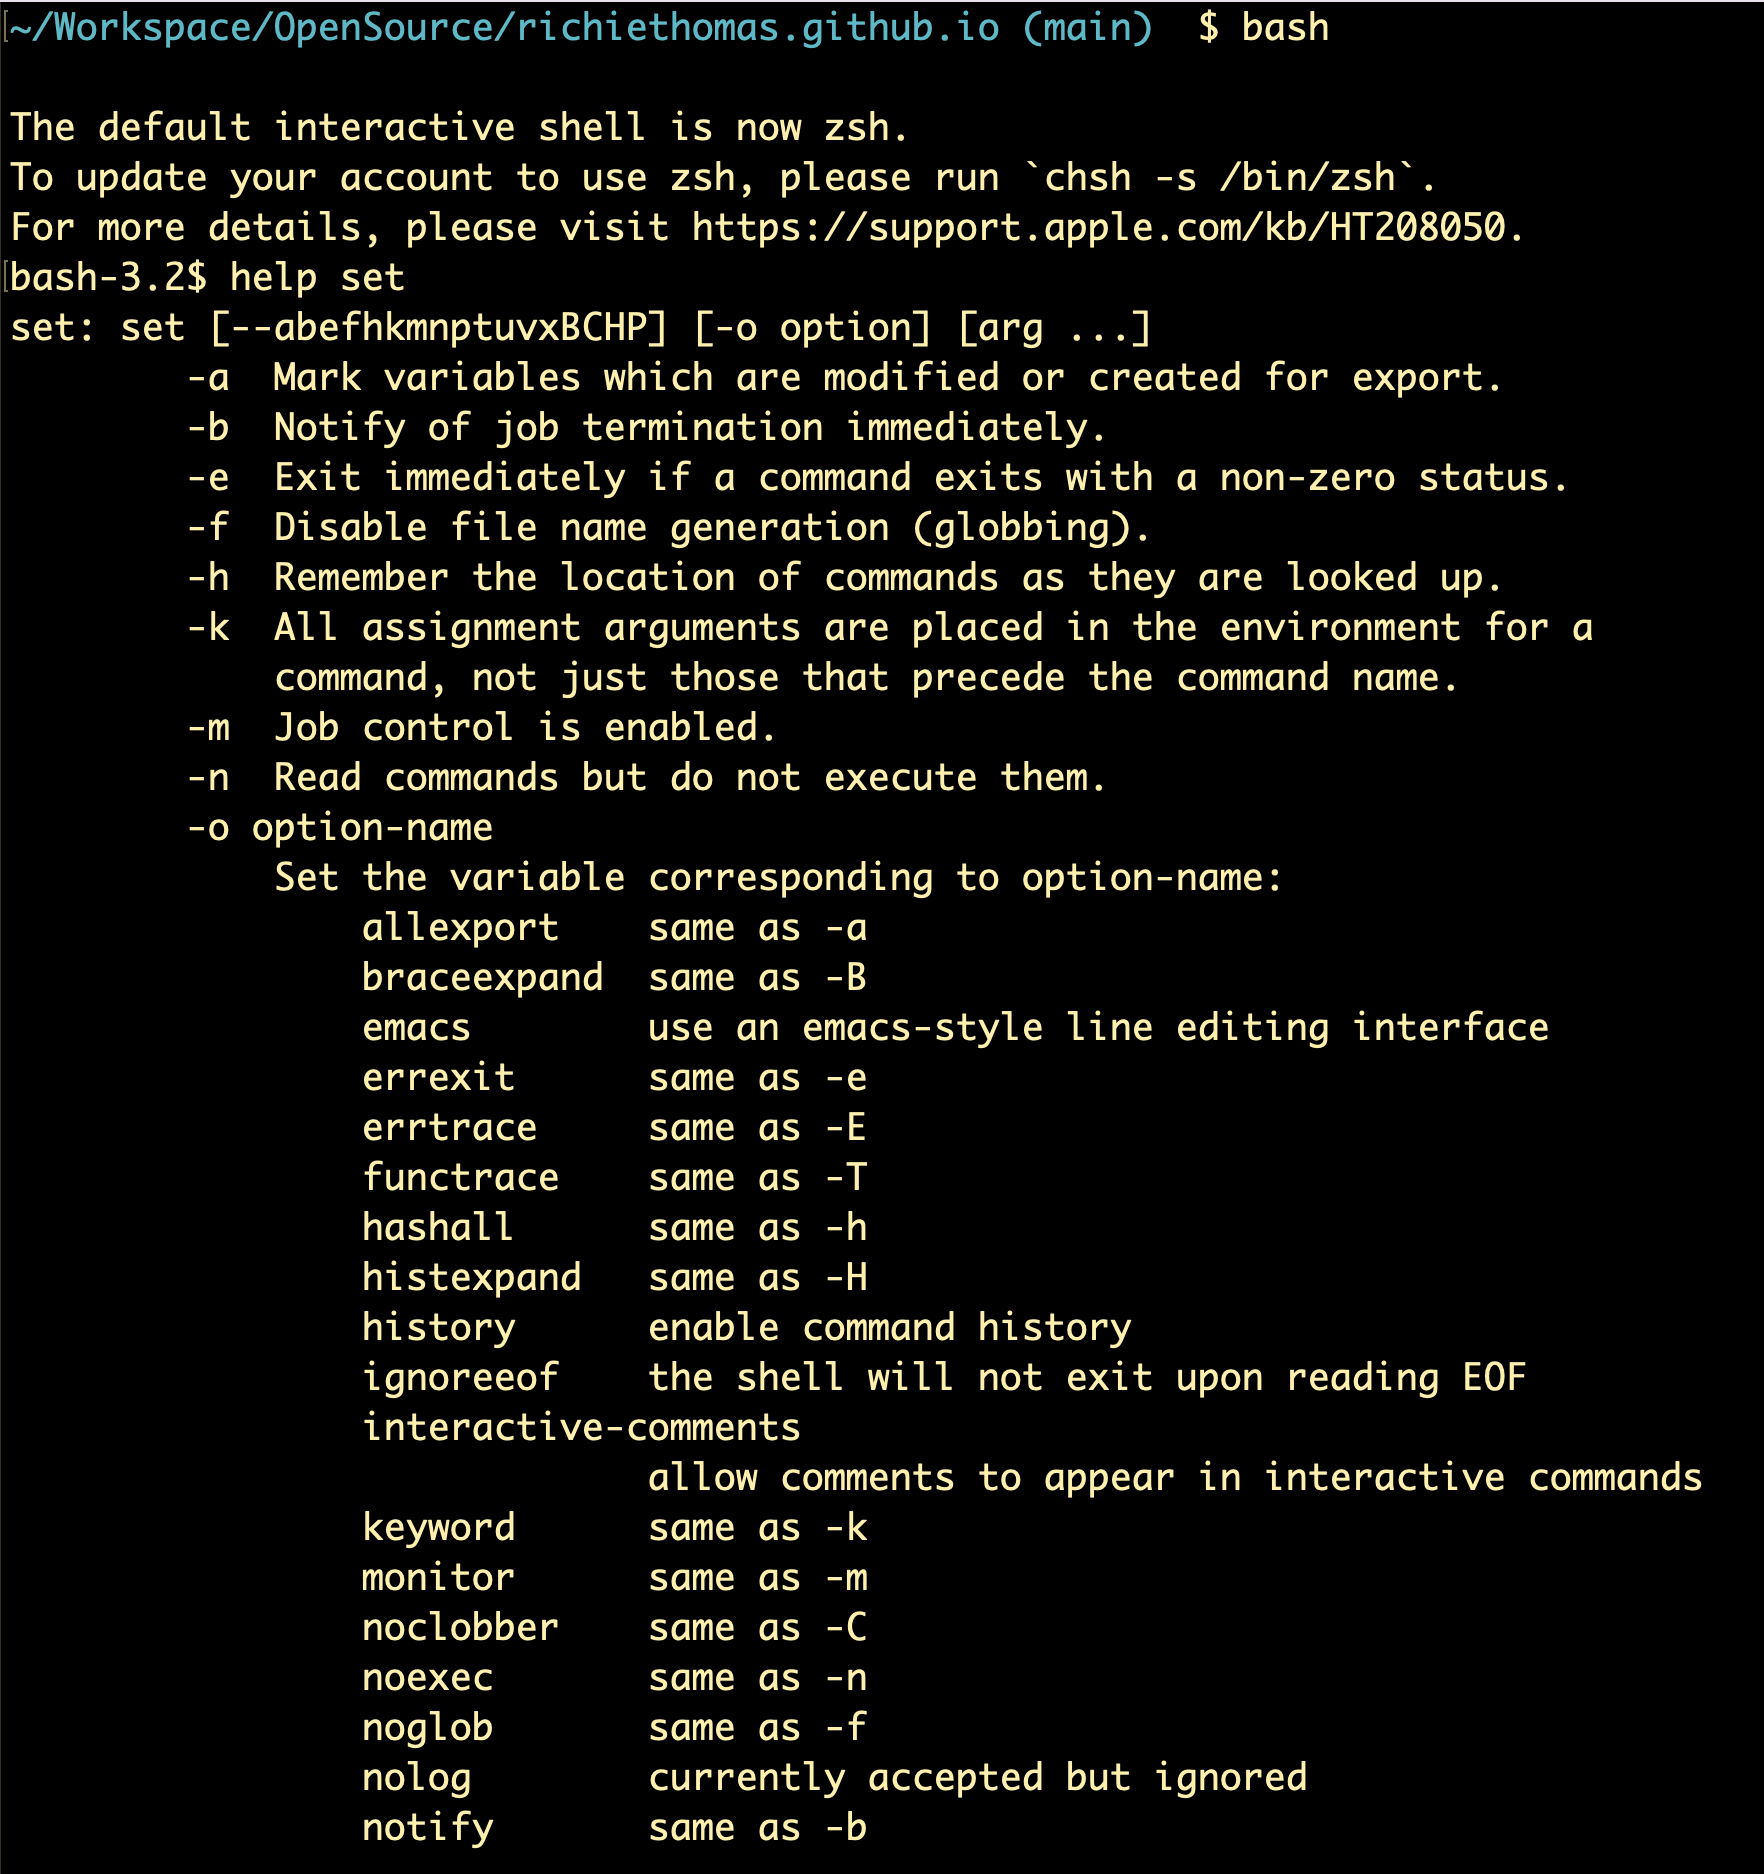 ~/Workspace/OpenSource/richiethomas.github.io (main)  $ bash
The default interactive shell is now zsh.
To update your account to use zsh, please run `chsh -s /bin/zsh`.
For more details, please visit https://support.apple.com/kb/HT208050.
bash-3.2$ help set
set: set [--abefhkmnptuvxBCHP] [-o option] [arg ...]
        -a  Mark variables which are modified or created for export.
        -b  Notify of job termination immediately.
        -e  Exit immediately if a command exits with a non-zero status.
        -f  Disable file name generation (globbing).
        -h  Remember the location of commands as they are looked up.
        -k  All assignment arguments are placed in the environment for a
            command, not just those that precede the command name.
        -m  Job control is enabled.
        -n  Read commands but do not execute them.
        -o option-name
            Set the variable corresponding to option-name:
                allexport    same as -a
                braceexpand  same as -B
                emacs        use an emacs-style line editing interface
                errexit      same as -e
                errtrace     same as -E
                functrace    same as -T
                hashall      same as -h
                histexpand   same as -H
                history      enable command history
                ignoreeof    the shell will not exit upon reading EOF
                interactive-comments
                             allow comments to appear in interactive commands
                keyword      same as -k
                monitor      same as -m
                noclobber    same as -C
                noexec       same as -n
                noglob       same as -f
                nolog        currently accepted but ignored
                notify       same as -b